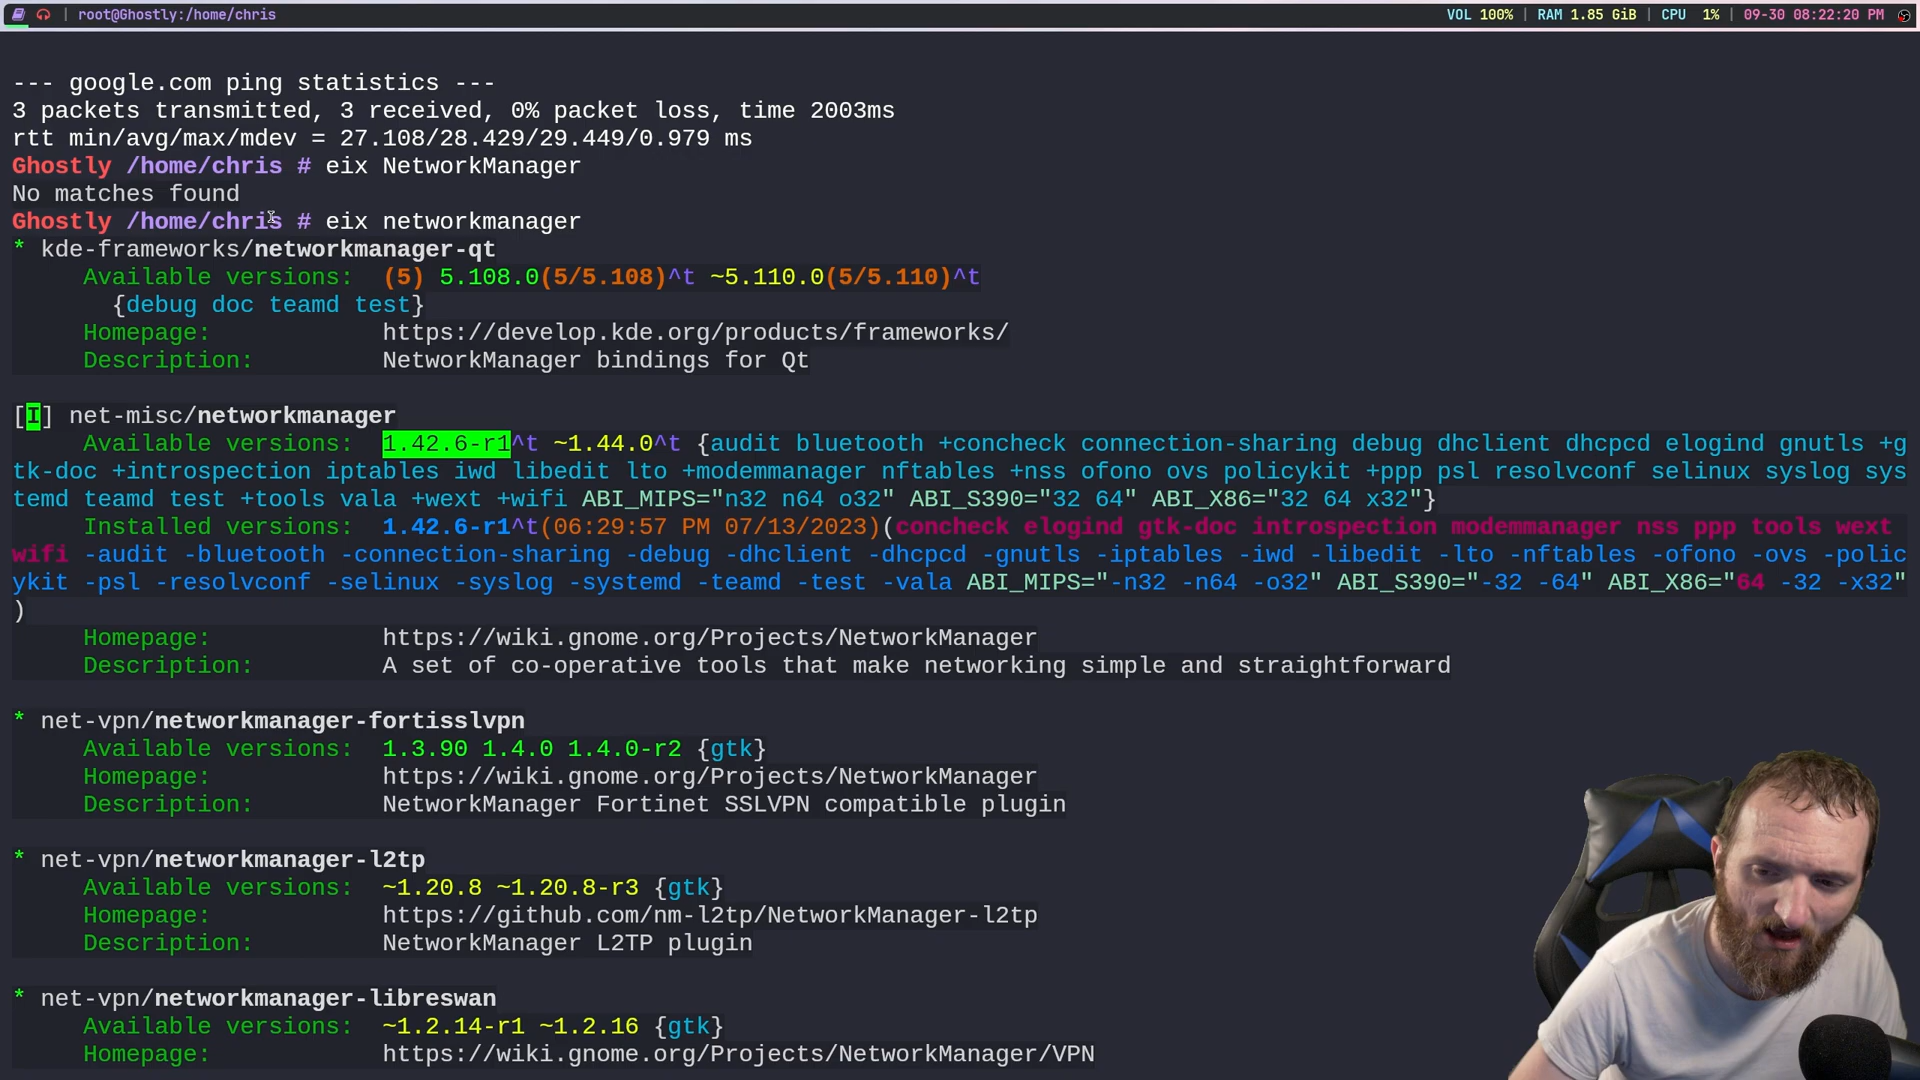 root@Ghostly:/home/chris
VOL 100% | RAM 1.85 GiB | CPU 1% | 09-30 08:22:20 PM
--- google.com ping statistics ---
3 packets transmitted, 3 received, 0% packet loss, time 2003ms
rtt min/avg/max/mdev = 27.108/28.429/29.449/0.979 ms
Ghostly /home/chris # eix NetworkManager
No matches found
Ghostly /home/chris # eix networkmanager
* kde-frameworks/networkmanager-qt
Available versions: (5) 5.108.0(5/5.108)^t ~5.110.0(5/5.110)^t
{debug doc teamd test}
Homepage: https://develop.kde.org/products/frameworks/
Description: NetworkManager bindings for Qt
[I] net-misc/networkmanager
Available versions: 1.42.6-r1^t ~1.44.0^t {audit bluetooth +concheck connection-sharing debug dhclient dhcpcd elogind gnutls +g
tk-doc +introspection iptables iwd libedit lto +modemmanager nftables +nss ofono ovs policykit +ppp psl resolvconf selinux syslog sys
temd teamd test +tools vala +wext +wifi ABI_MIPS="n32 n64 o32" ABI_S390="32 64" ABI_X86="32 64 x32"}
Installed versions: 1.42.6-r1^t(06:29:57 PM 07/13/2023)(concheck elogind gtk-doc introspection modemmanager nss ppp tools wext
wifi -audit -bluetooth -connection-sharing -debug -dhclient -dhcpcd -gnutls -iptables -iwd -libedit -lto -nftables -ofono -ovs -polic
ykit -psl -resolvconf -selinux -syslog -systemd -teamd -test -vala ABI_MIPS="-n32 -n64 -o32" ABI_S390="-32 -64" ABI_X86="64 -32 -x32"
)
Homepage: https://wiki.gnome.org/Projects/NetworkManager
Description: A set of co-operative tools that make networking simple and straightforward
* net-vpn/networkmanager-fortisslvpn
Available versions: 1.3.90 1.4.0 1.4.0-r2 {gtk}
Homepage: https://wiki.gnome.org/Projects/NetworkManager
Description: NetworkManager Fortinet SSLVPN compatible plugin
* net-vpn/networkmanager-l2tp
Available versions: ~1.20.8 ~1.20.8-r3 {gtk}
Homepage: https://github.com/nm-l2tp/NetworkManager-l2tp
Description: NetworkManager L2TP plugin
* net-vpn/networkmanager-libreswan
Available versions: ~1.2.14-r1 ~1.2.16 {gtk}
Homepage: https://wiki.gnome.org/Projects/NetworkManager/VPN